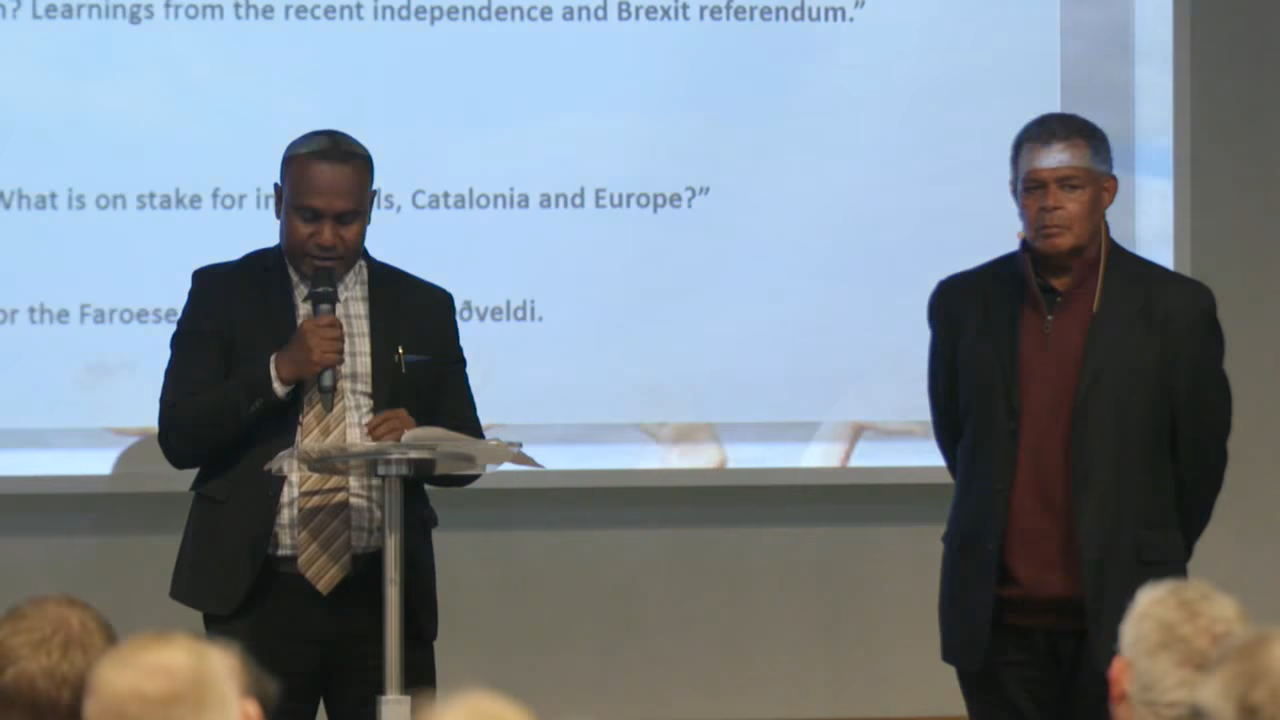 ? Learnings from the recent independence and Brexit referendum.”
What is on stake for in ls, Catalonia and Europe?”
or the Faroese ðveldi.